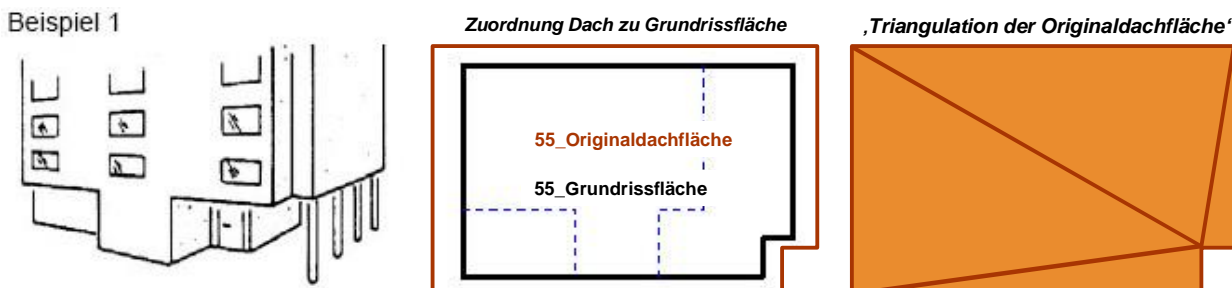 Beispiel 1
Zuordnung Dach zu Grundrissfläche
‚Triangulation der Originaldachfläche‘
55_Originaldachfläche
55_Grundrissfläche